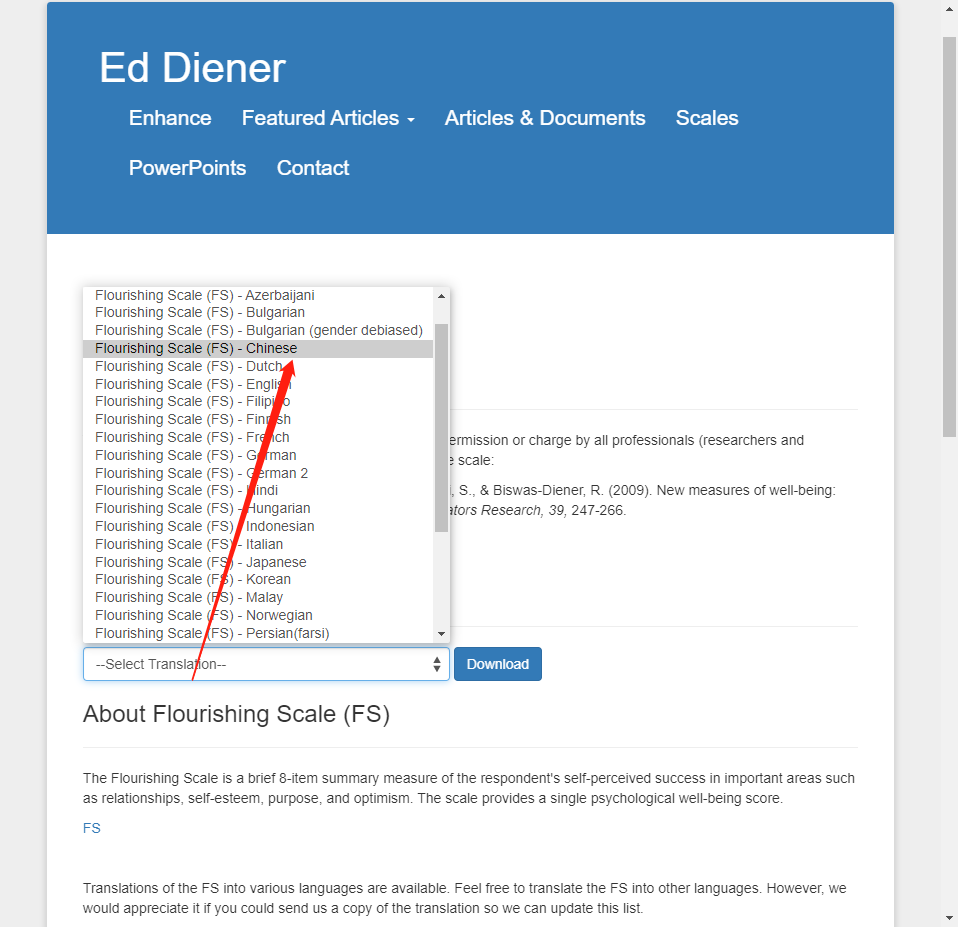 Ed Diener
Enhance Featured Articles Articles & Documents Scales
PowerPoints Contact
Flourishing Scale (FS) - Azerbaijani
Flourishing Scale (FS) - Bulgarian
Flourishing Scale (FS) - Bulgarian (gender debiased)
Flourishing Scale (FS) - Chinese
Flourishing Scale (FS) - Dutch
Flourishing Scale (FS) - English
Flourishing Scale (FS) - Filipino
Flourishing Scale (FS) - Finnish
Flourishing Scale (FS) - French
Flourishing Scale (FS) - German
Flourishing Scale (FS) - German 2
Flourishing Scale (FS) - Hindi
Flourishing Scale (FS) - Hungarian
Flourishing Scale (FS) - Indonesian
Flourishing Scale (FS) - Italian
Flourishing Scale (FS) - Japanese
Flourishing Scale (FS) - Korean
Flourishing Scale (FS) - Malay
Flourishing Scale (FS) - Norwegian
Flourishing Scale (FS) - Persian(farsi)
ermission or charge by all professionals (researchers and
e scale:
, S., & Biswas-Diener, R. (2009). New measures of well-being:
ators Research, 39, 247-266.
--Select Translation-- Download
About Flourishing Scale (FS)
The Flourishing Scale is a brief 8-item summary measure of the respondent's self-perceived success in important areas such
as relationships, self-esteem, purpose, and optimism. The scale provides a single psychological well-being score.
FS
Translations of the FS into various languages are available. Feel free to translate the FS into other languages. However, we
would appreciate it if you could send us a copy of the translation so we can update this list.